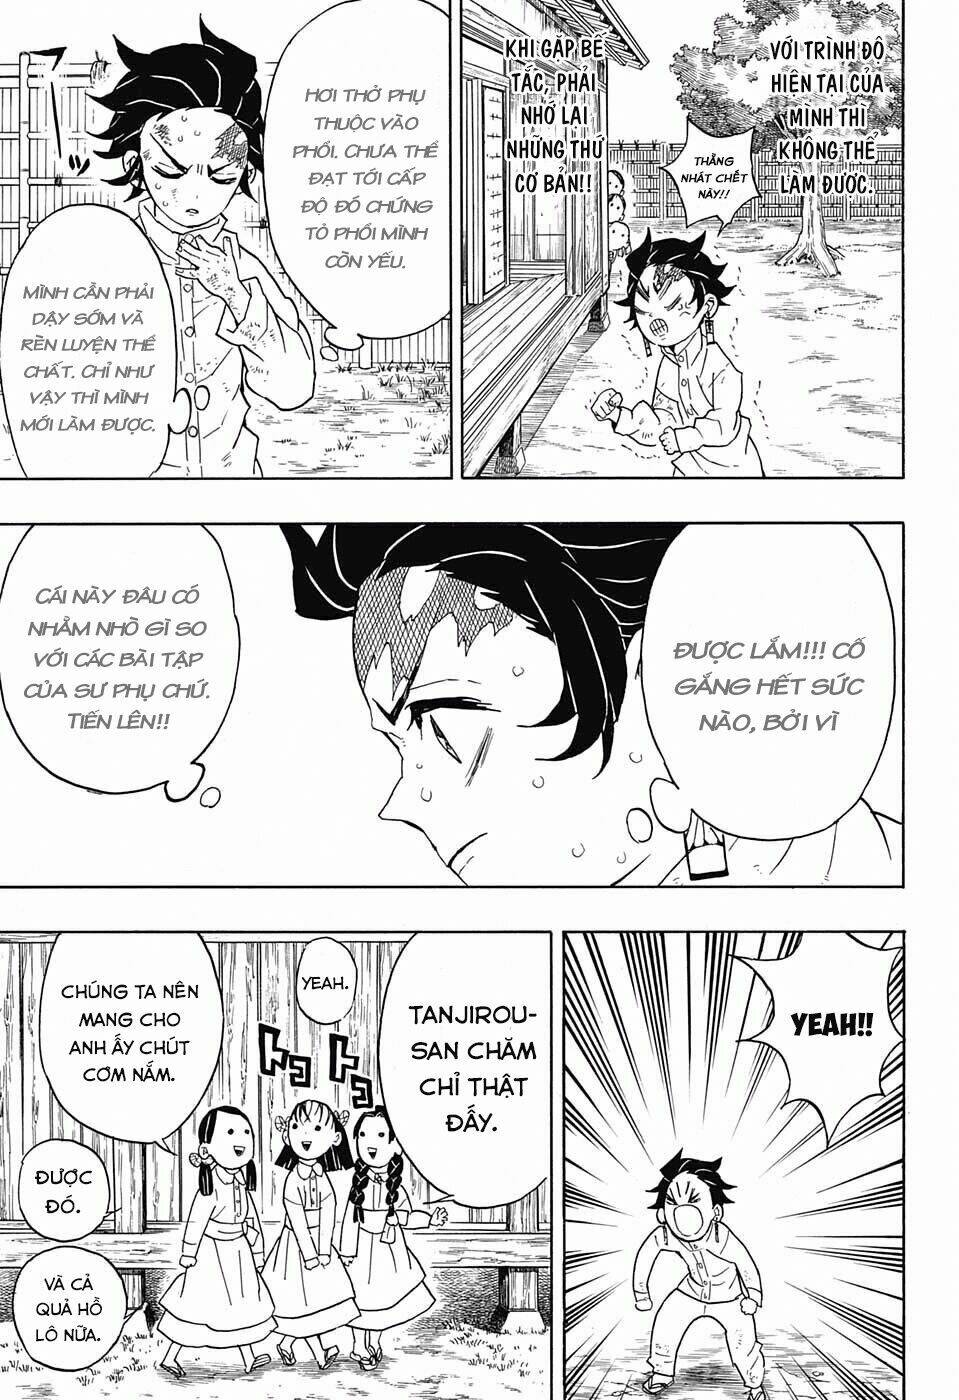 VỚI TRÌNH ĐỘ
HIỆN TẠI CỦA
MÌNH THÌ
KHÔNG THỂ
LÀM ĐƯỢC.
THẰNG
NHÁT CHẾT
NÀY!!
KHI GẶP BẾ
TẮC, PHẢI
NHỚ LẠI
NHỮNG THỨ
CƠ BẢN!!
HƠI THỞ PHỤ
THUỘC VÀO
PHỔI. CHƯA THỂ
ĐẠT TỚI CẤP
ĐỘ ĐÓ CHỨNG
TỎ PHỔI MÌNH
CÒN YẾU.
MÌNH CẦN PHẢI
DẬY SỚM VÀ
RÈN LUYỆN THỂ
CHẤT. CHỈ NHƯ
VẬY THÌ MÌNH
MỚI LÀM ĐƯỢC.
ĐƯỢC LẮM!!! CỐ
GẮNG HẾT SỨC
NÀO, BỞI VÌ
CÁI NÀY ĐÂU CÓ
NHẰM NHÒ GÌ SO
VỚI CÁC BÀI TẬP
CỦA SƯ PHỤ CHỨ.
TIẾN LÊN!!
YEAH!!
TANJIROU-
SAN CHĂM
CHỈ THẬT
ĐẤY.
YEAH.
トコ
トコ
CHÚNG TA NÊN
MANG CHO
ANH ẤY CHÚT
CƠM NẮM.
ĐƯỢC
ĐÓ.
VÀ CẢ
QUẢ HỒ
LÔ NỮA.